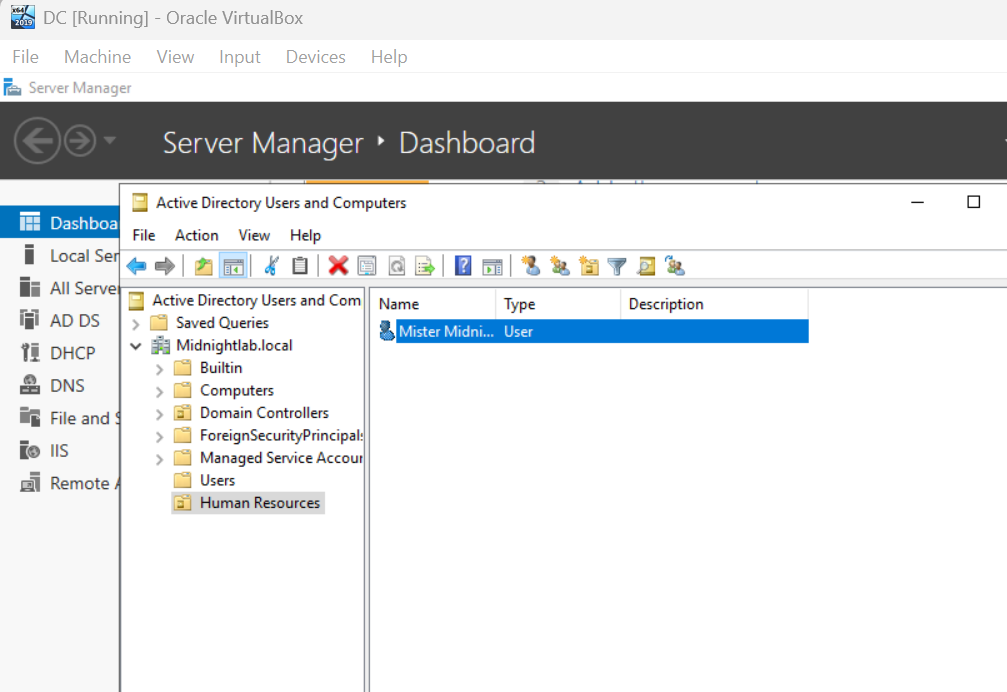 x64
2019
DC [Running] - Oracle VirtualBox
File Machine View Input Devices Help
Server Manager
Server Manager ‣ Dashboard
Active Directory Users and Computers
File Action View Help
Dashboa
Local Ser
All Server
AD DS
DHCP
DNS
File and S
IIS
Remote A
Active Directory Users and Com
Saved Queries
Midnightlab.local
Builtin
Computers
Domain Controllers
ForeignSecurityPrincipals
Managed Service Accour
Users
Human Resources
Name Type Description
Mister Midni... User